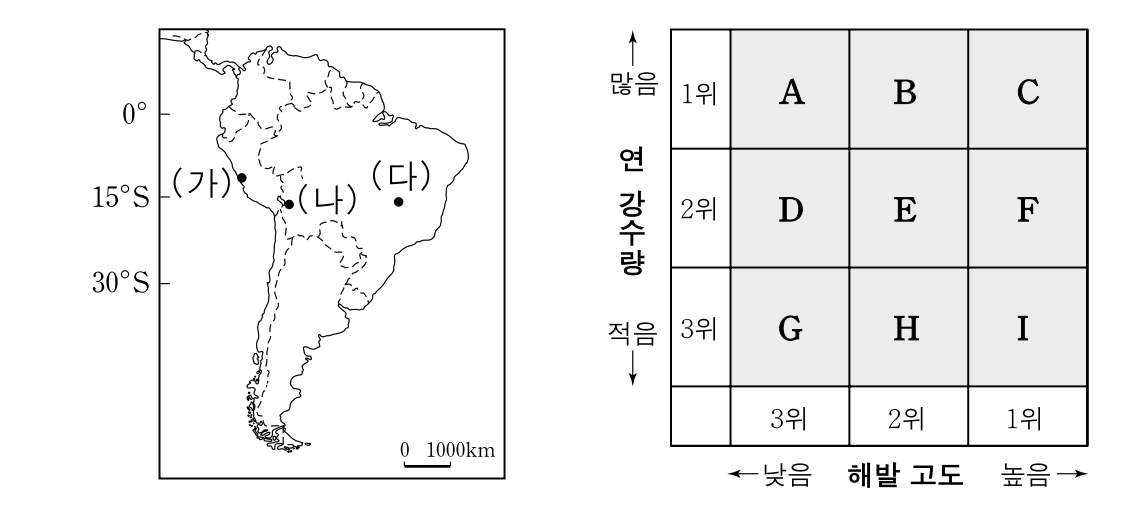 0°
15°S
30°S
(가)
(나)
(다)
0 1000km
많음
연 강수량
적음
1위 A B C
2위 D E F
3위 G H I
3위 2위 1위
낮음 해발 고도 높음